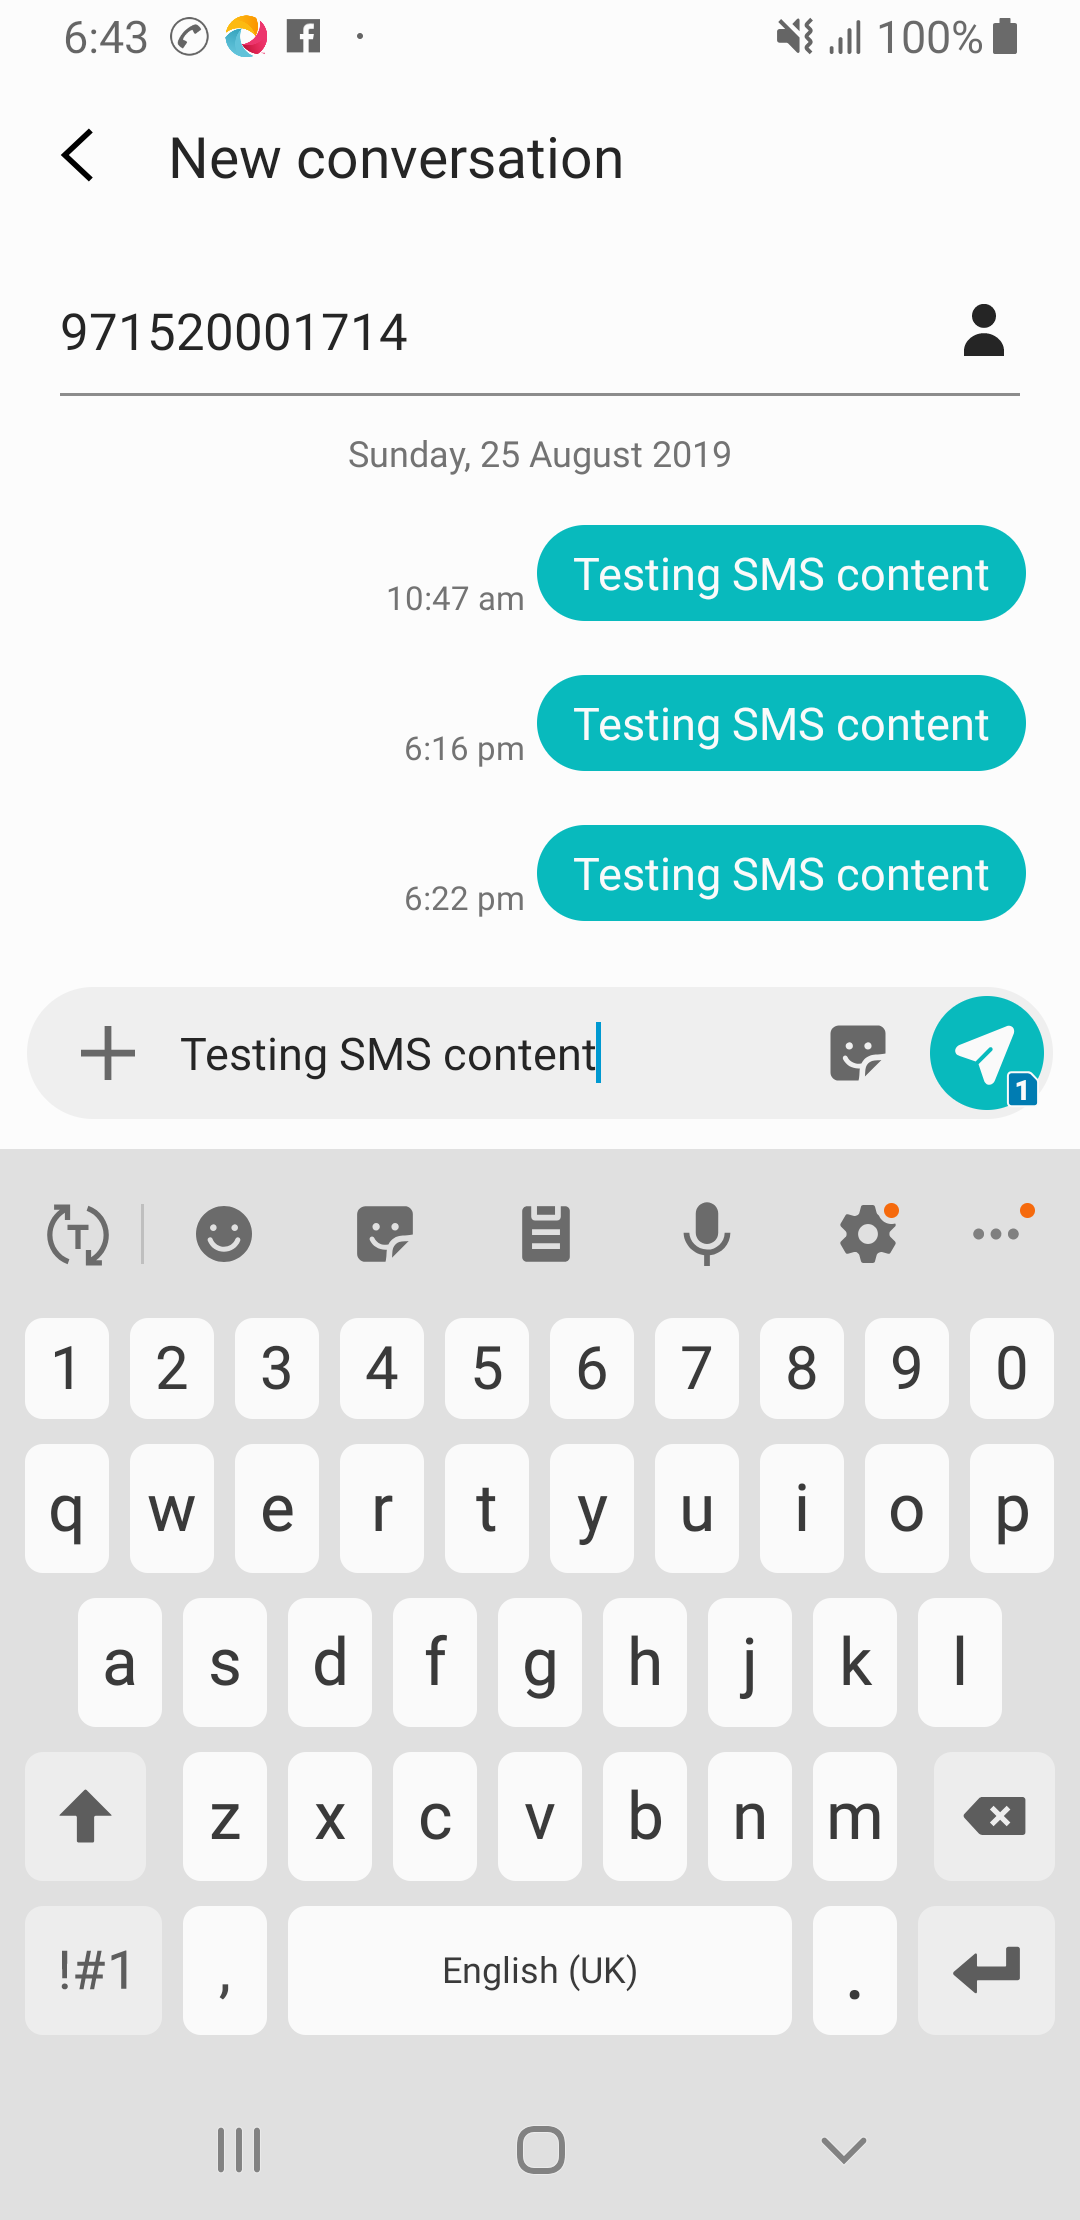 6:43 100%
New conversation
971520001714
Sunday, 25 August 2019
Testing SMS content
10:47 am
Testing SMS content
6:16 pm
Testing SMS content
6:22 pm
Testing SMS content
1
T
1 2 3 4 5 6 7 8 9 0
q w e r t y u i o p
a s d f g h j k l
z x c v b n m
!#1 , English (UK) .